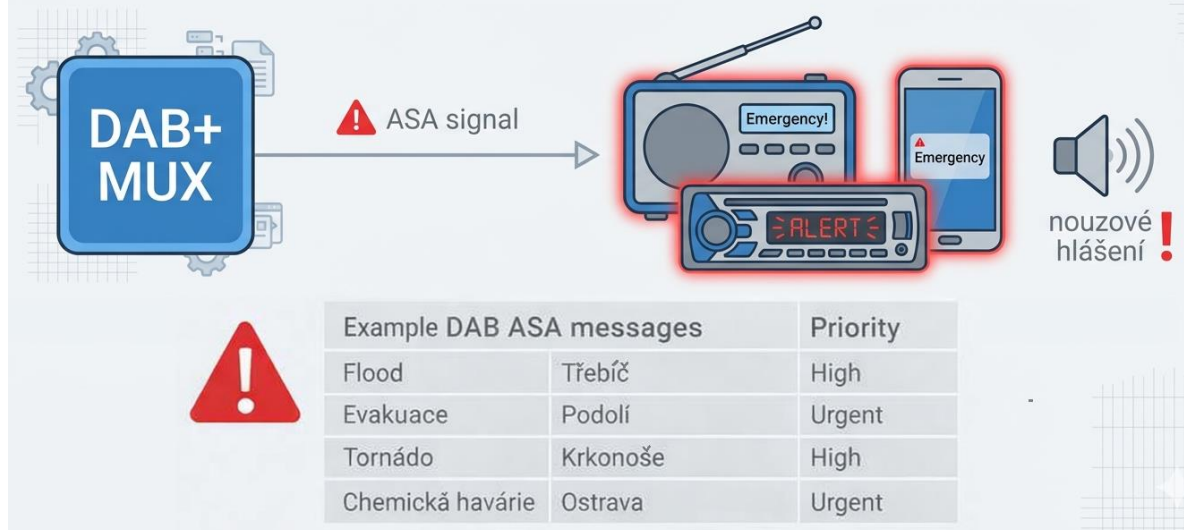 DAB+
MUX
ASA signal
Emergency!
ALERT
Emergency
nouzové
hlášení
Example DAB ASA messages Priority
Flood Třebíč High
Evakuace Podolí Urgent
Tornádo Krkonoše High
Chemická havárie Ostrava Urgent